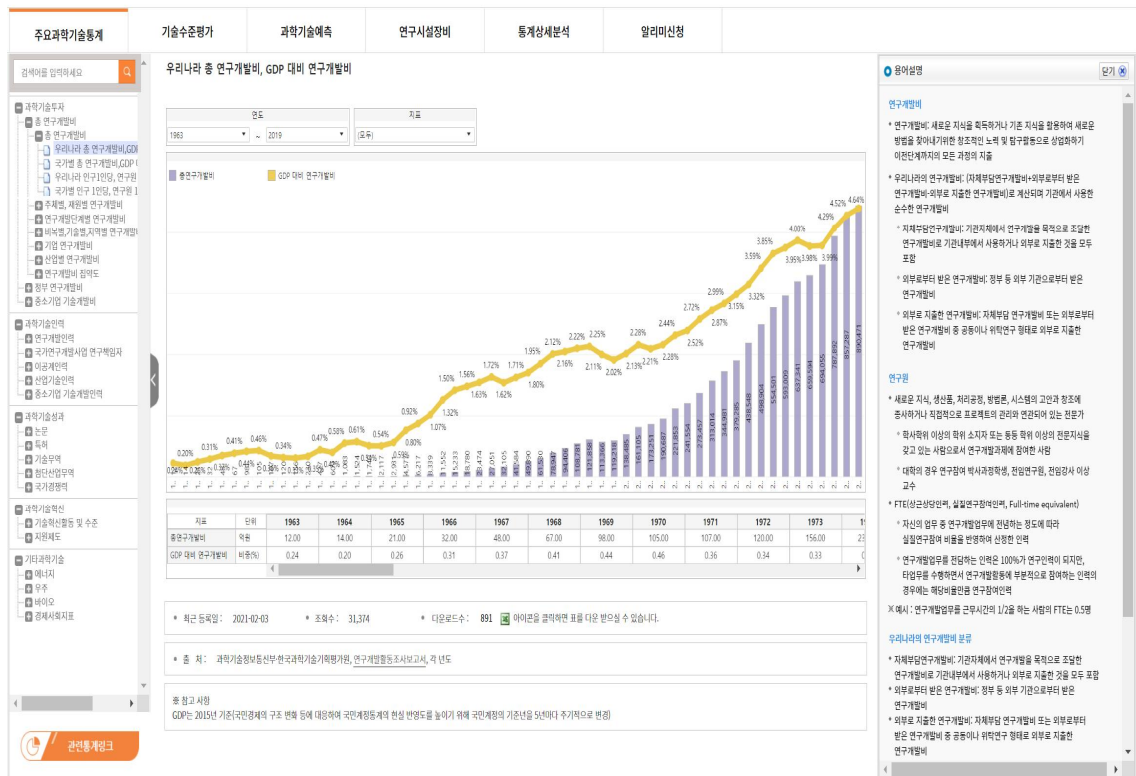 주요과학기술통계
기술수준평가
과학기술예측
연구시설장비
통계상세분석
알리미신청
검색어를 입력하세요
과학기술투자
총 연구개발비
총 연구개발비
우리나라 총 연구개발비,GDP
국가별 총 연구개발비,GDP
우리나라 인구1인당, 연구원
국가별 인구 1인당, 연구원 1
주체별, 재원별 연구개발비
연구개발단계별 연구개발비
비목별,기술별,지역별 연구개발비
기업 연구개발비
산업별 연구개발비
연구개발비 집약도
정부 연구개발비
중소기업 기술개발비
과학기술인력
연구개발인력
국가연구개발사업 연구책임자
이공계인력
산업기술인력
중소기업 기술개발인력
과학기술성과
논문
특허
기술무역
첨단산업무역
국가경쟁력
과학기술혁신
기술혁신활동 및 수준
지원제도
기타과학기술
에너지
우주
바이오
경제사회지표
관련통계링크
우리나라 총 연구개발비, GDP 대비 연구개발비
연도
지표
1963 ~ 2019
(모두)
총연구개발비
GDP 대비 연구개발비
0.20% 0.31% 0.41% 0.46% 0.34% 0.47% 0.58% 0.61% 0.54% 0.59% 0.92% 0.80% 1.07% 1.50% 1.32% 1.56% 1.63% 1.72% 1.62% 1.71% 1.80% 1.95% 2.12% 2.16% 2.22% 2.11% 2.25% 2.02% 2.13% 2.28% 2.21% 2.28% 2.44% 2.52% 2.72% 2.87% 2.99% 3.15% 3.32% 3.59% 3.85% 3.95% 4.00% 3.98% 3.99% 4.29% 4.52% 4.64%
78,947 94,406 108,781 121,858 113,366 119,218 138,485 161,105 173,251 190,687 221,853 241,554 273,457 313,014 344,981 379,285 438,548 498,904 554,501 593,009 637,341 659,594 694,055 787,892 857,287 890,471
지표 단위 1963 1964 1965 1966 1967 1968 1969 1970 1971 1972 1973
총연구개발비 억원 12.00 14.00 21.00 32.00 48.00 67.00 98.00 105.00 107.00 120.00 156.00
GDP 대비 연구개발비 비중(%) 0.24 0.20 0.26 0.31 0.37 0.41 0.44 0.46 0.36 0.34 0.33
최근 등록일 : 2021-02-03
조회수 : 31,374
다운로드수 : 891 아이콘을 클릭하면 표를 다운 받으실 수 있습니다.
출 처 : 과학기술정보통신부·한국과학기술기획평가원, 연구개발활동조사보고서, 각 년도
※ 참고 사항
GDP는 2015년 기준(국민경제의 구조 변화 등에 대응하여 국민계정통계의 현실 반영도를 높이기 위해 국민계정의 기준년을 5년마다 주기적으로 변경)
용어설명
닫기
연구개발비
* 연구개발비: 새로운 지식을 획득하거나 기존 지식을 활용하여 새로운
방법을 찾아내기위한 창조적인 노력 및 탐구활동으로 상업화하기
이전단계까지의 모든 과정의 지출
* 우리나라의 연구개발비: (자체부담연구개발비+외부로부터 받은
연구개발비-외부로 지출한 연구개발비)로 계산되며 기관에서 사용한
순수한 연구개발비
* 자체부담연구개발비: 기관자체에서 연구개발을 목적으로 조달한
연구개발비로 기관내부에서 사용하거나 외부로 지출한 것을 모두
포함
* 외부로부터 받은 연구개발비: 정부 등 외부 기관으로부터 받은
연구개발비
* 외부로 지출한 연구개발비: 자체부담 연구개발비 또는 외부로부터
받은 연구개발비 중 공동이나 위탁연구 형태로 외부로 지출한
연구개발비
연구원
* 새로운 지식, 생산품, 처리공정, 방법론, 시스템의 고안과 창조에
종사하거나 직접적으로 프로젝트의 관리와 연관되어 있는 전문가
* 학사학위 이상의 학위 소지자 또는 동등 학위 이상의 전문지식을
갖고 있는 사람으로서 연구개발과제에 참여한 사람
* 대학의 경우 연구참여 박사과정학생, 전임연구원, 전임강사 이상
교수
* FTE(상근상당인력, 실질연구참여인력, Full-time equivalent)
* 자신의 업무 중 연구개발업무에 전념하는 정도에 따라
실질연구참여 비율을 반영하여 산정한 인력
* 연구개발업무를 전담하는 인력은 100%가 연구인력이 되지만,
타업무를 수행하면서 연구개발활동에 부분적으로 참여하는 인력의
경우에는 해당비율만큼 연구참여인력
※ 예시 : 연구개발업무를 근무시간의 1/2을 하는 사람의 FTE는 0.5명
우리나라의 연구개발비 분류
* 자체부담연구개발비: 기관자체에서 연구개발을 목적으로 조달한
연구개발비로 기관내부에서 사용하거나 외부로 지출한 것을 모두 포함
* 외부로부터 받은 연구개발비: 정부 등 외부 기관으로부터 받은
연구개발비
* 외부로 지출한 연구개발비: 자체부담 연구개발비 또는 외부로부터
받은 연구개발비 중 공동이나 위탁연구 형태로 외부로 지출한
연구개발비